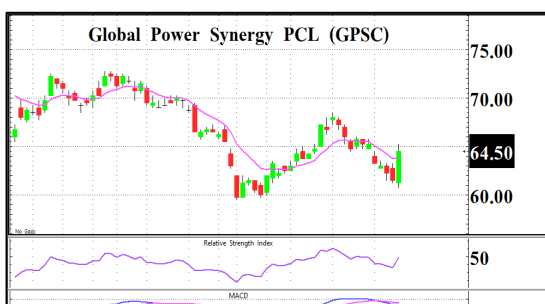 Global Power Synergy PCL (GPSC)
75.00
70.00
64.50
60.00
No Gaps
Relative Strength Index
50
MACD